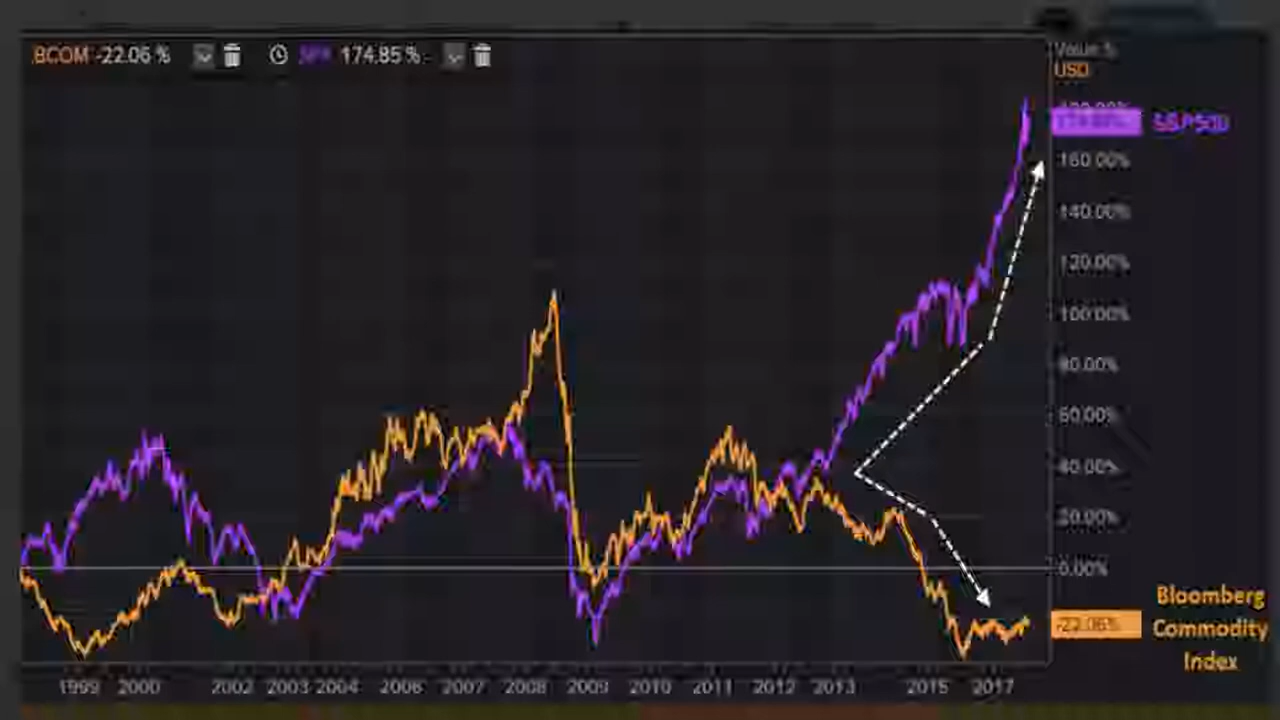 BCOM -22.06 % SPX 174.85 %
Value %
USD
S&P500
160.00%
140.00%
120.00%
100.00%
80.00%
60.00%
40.00%
20.00%
0.00%
-22.06%
Bloomberg
Commodity
Index
1999 2000 2002 2003 2004 2006 2007 2008 2009 2010 2011 2012 2013 2015 2017